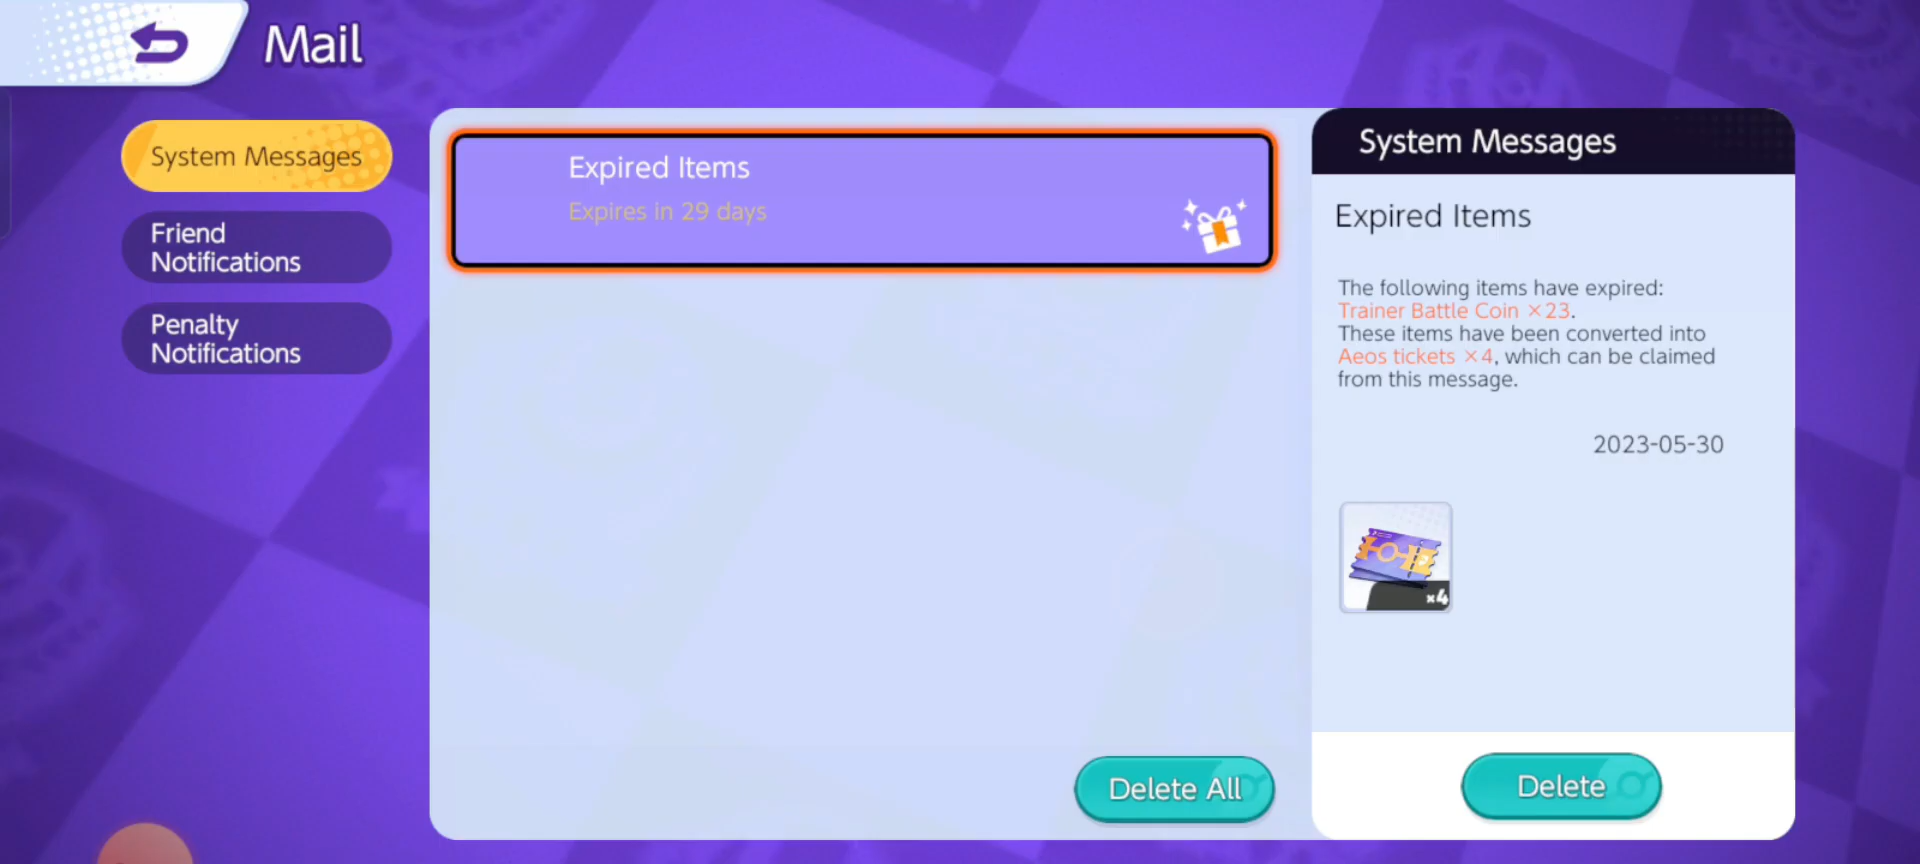 Mail
System Messages
Friend
Notifications
Penalty
Notifications
Expired Items
Expires in 29 days
Delete All
System Messages
Expired Items
The following items have expired:
Trainer Battle Coin ×23.
These items have been converted into
Aeos tickets ×4, which can be claimed
from this message.
2023-05-30
×4
Delete